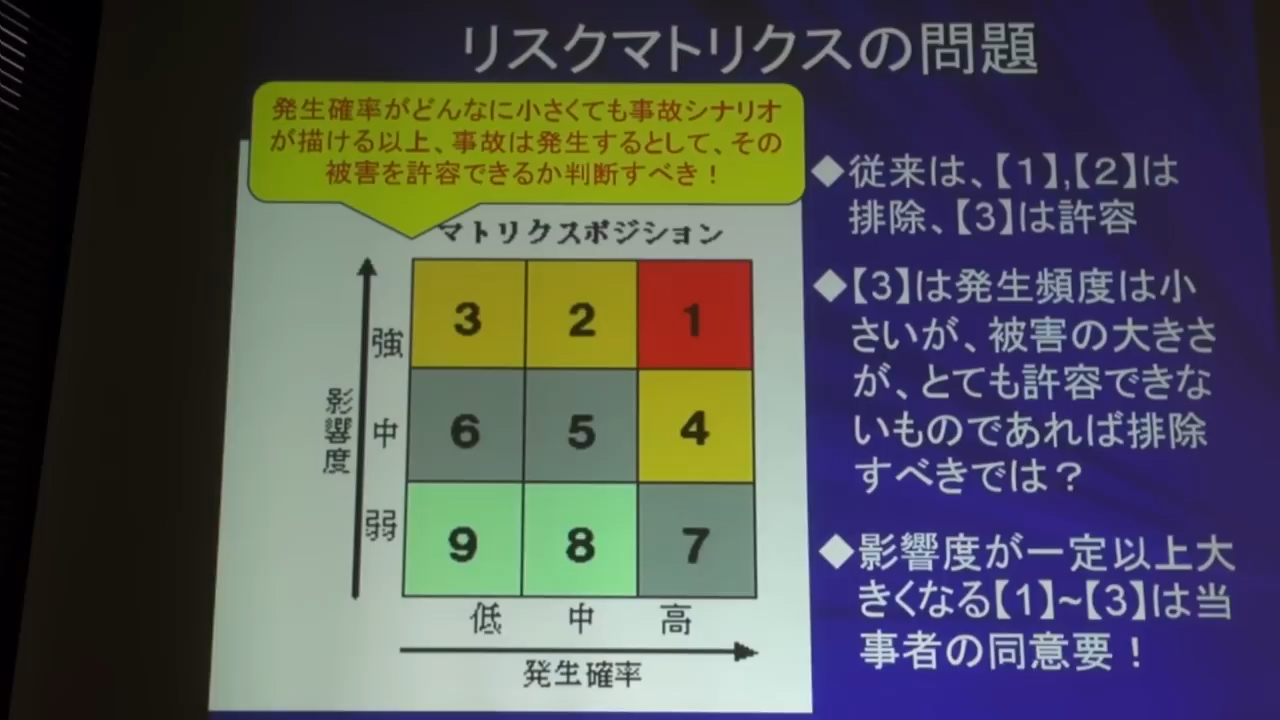 リスクマトリクスの問題
発生確率がどんなに小さくても事故シナリオ
が描ける以上、事故は発生するとして、その
被害を許容できるか判断すべき！
マトリクスポジション
3 2 1
強
6 5 4
中
影響度
9 8 7
弱
低 中 高
発生確率
◆従来は、【1】,【2】は
排除、【3】は許容
◆【3】は発生頻度は小
さいが、被害の大きさ
が、とても許容できな
いものであれば排除
すべきでは？
◆影響度が一定以上大
きくなる【1】~【3】は当
事者の同意要！